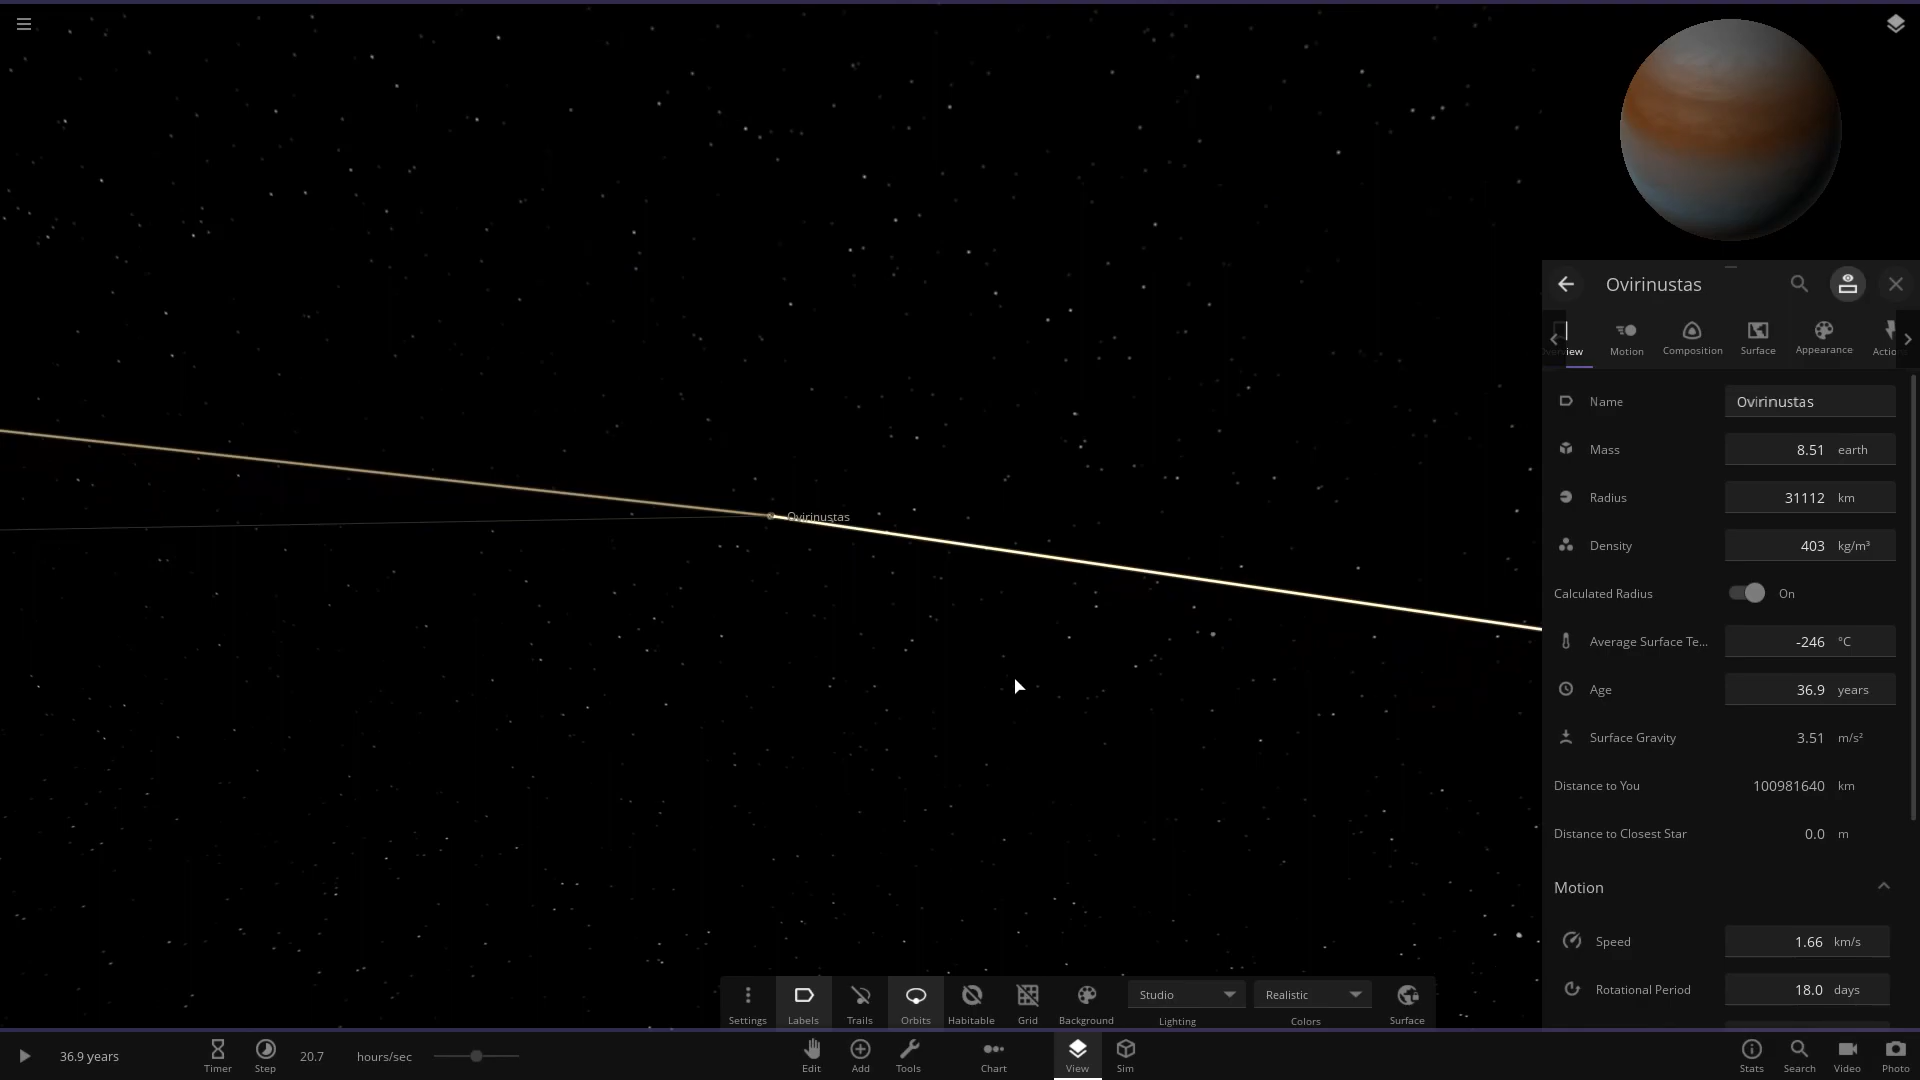 Ovirinustas
Motion
Composition
Surface
Appearance
Name
Ovirinustas
Mass
8.51 earth
Radius
31112 km
Ovirinustas
Density
403 kg/m³
Calculated Radius
On
Average Surface Te...
-246 °C
Age
36.9 years
Surface Gravity
3.51 m/s²
Distance to You
100981640 km
Distance to Closest Star
0.0 m
Motion
Speed
1.66 km/s
Rotational Period
18.0 days
Settings
Labels
Trails
Orbits
Habitable
Grid
Background
Studio
Lighting
Realistic
Colors
Surface
36.9 years
Timer
Step
20.7 hours/sec
Edit
Add
Tools
Chart
View
Sim
Stats
Search
Video
Photo